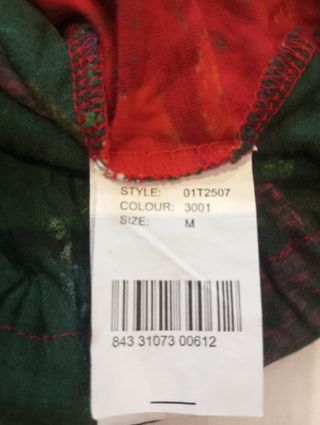 STYLE: 01T2507
COLOUR: 3001
SIZE: M
843 31073 00612